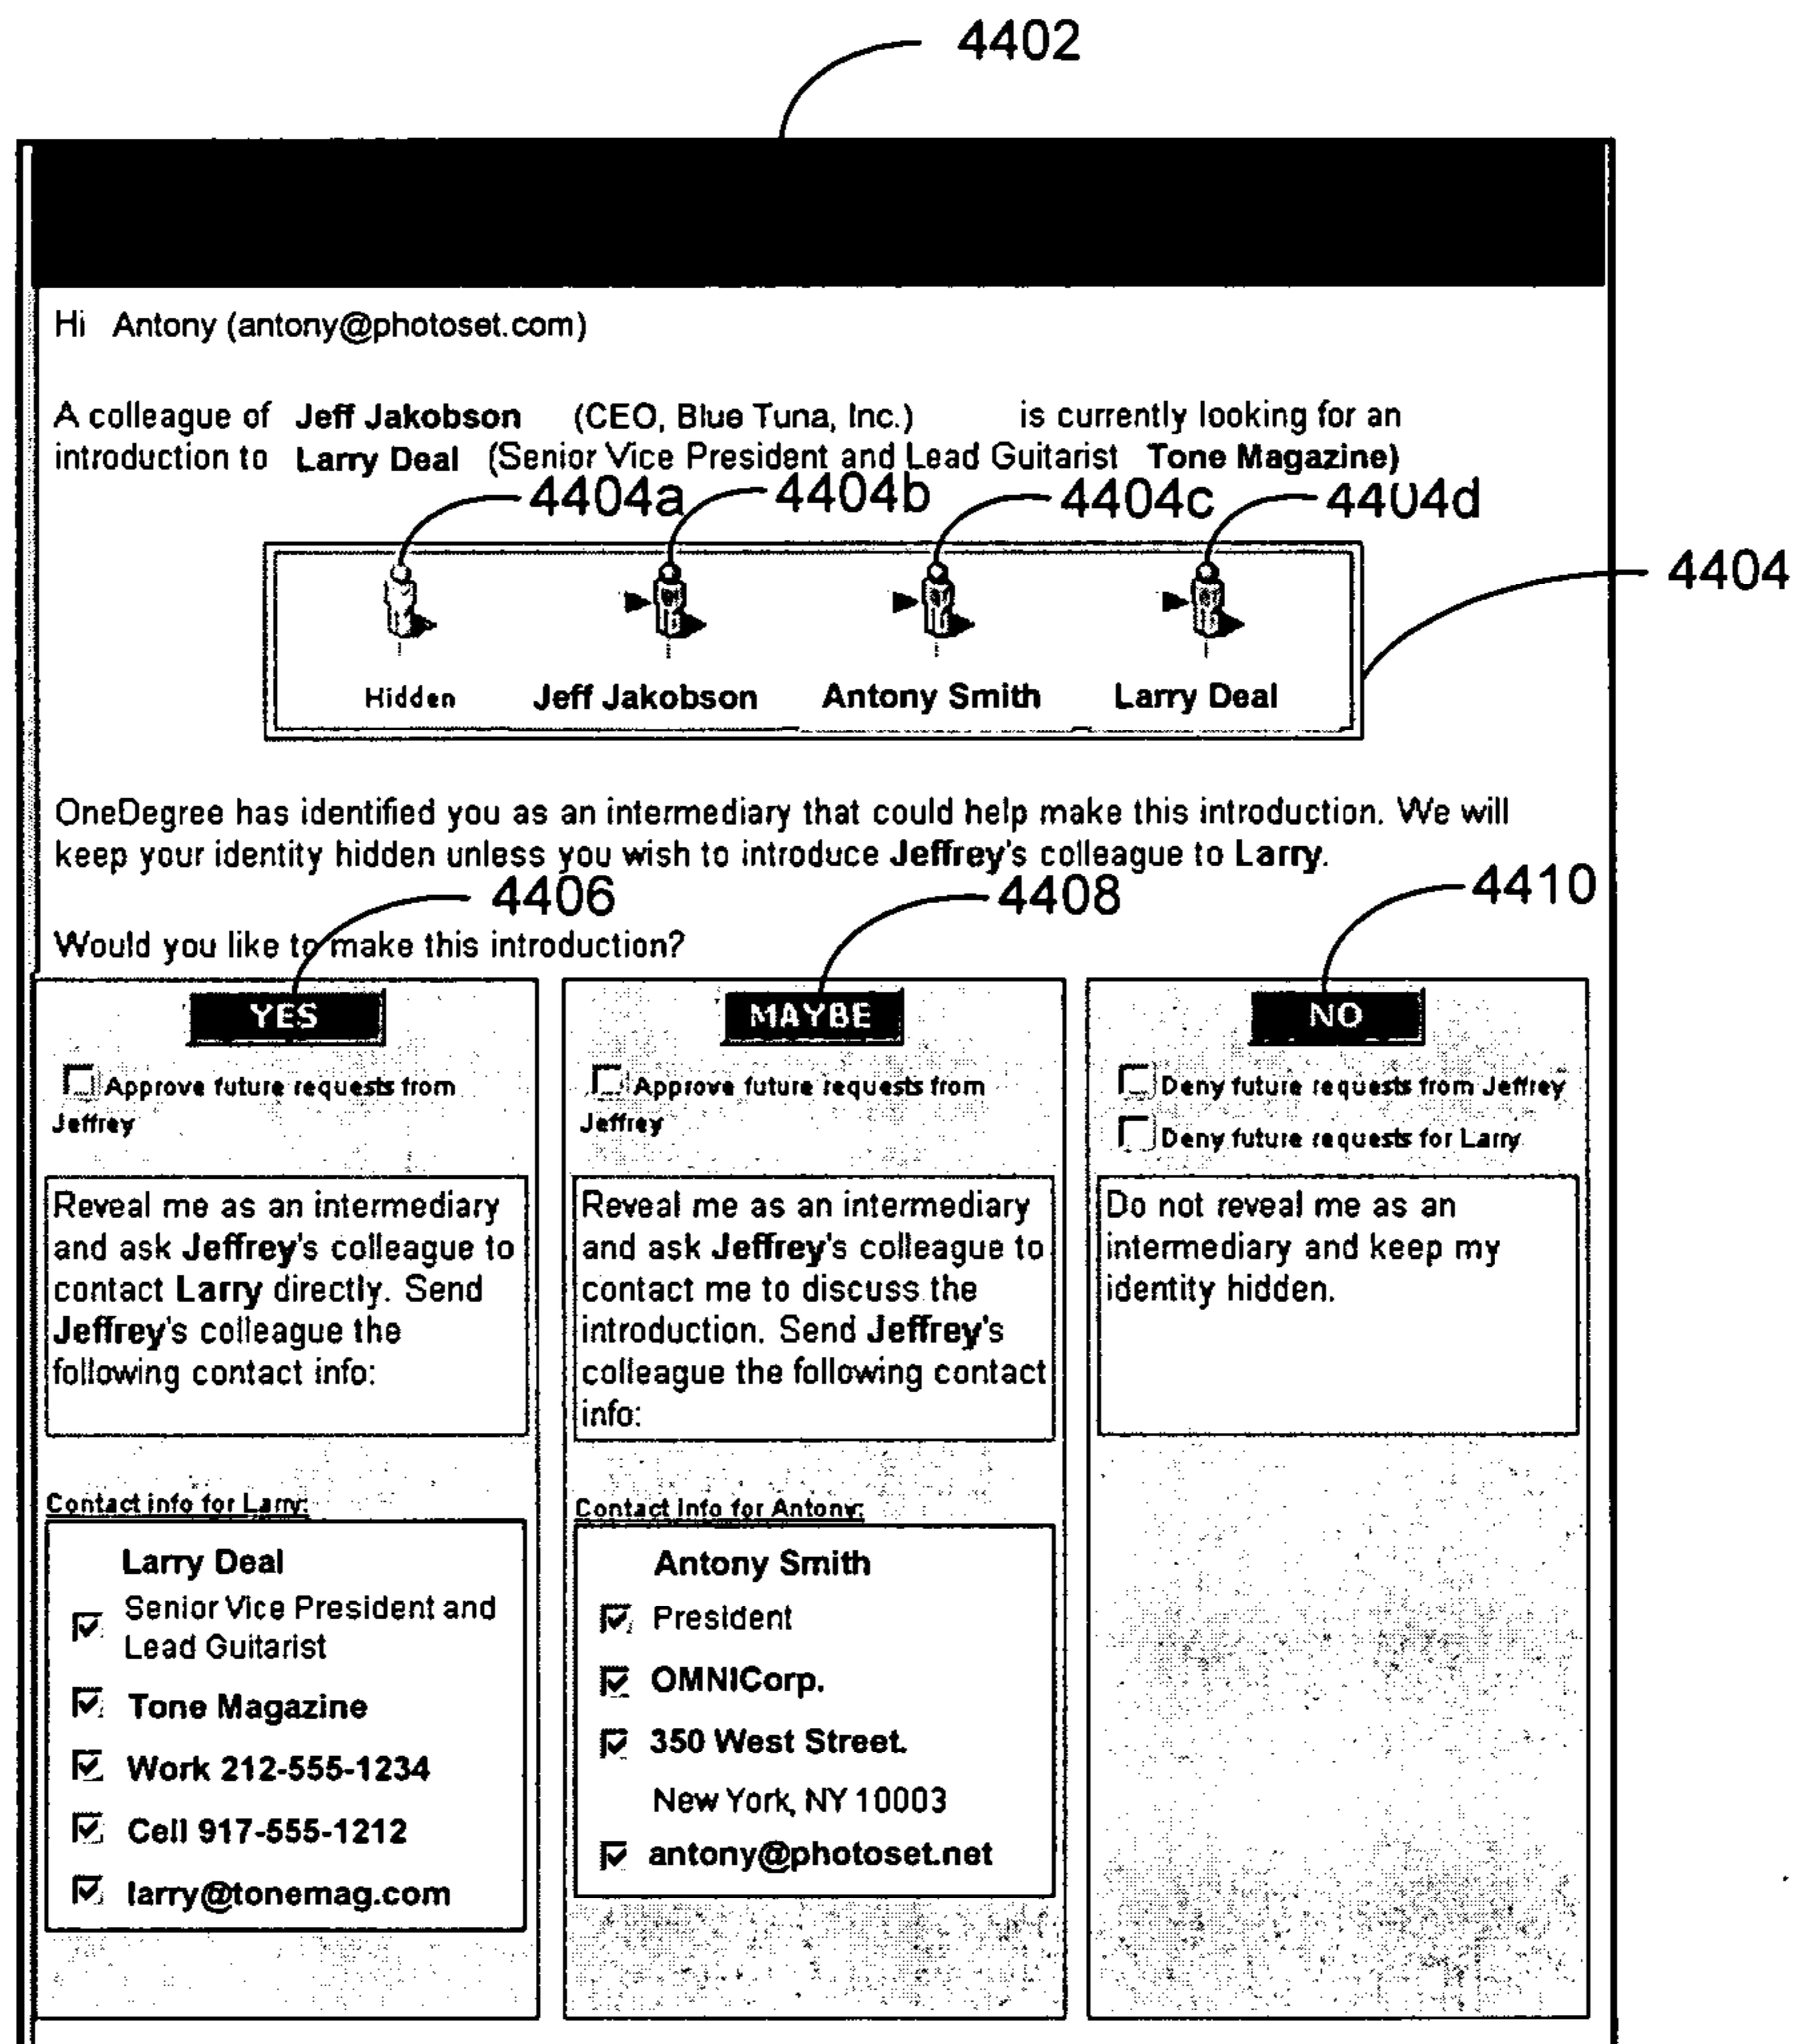 4402
Hi Antony (antony@photoset.com)
A colleague of Jeff Jakobson (CEO, Blue Tuna, Inc.) is currently looking for an
introduction to Larry Deal (Senior Vice President and Lead Guitarist Tone Magazine)
4404a 4404b 4404c 4404d
4404
Hidden Jeff Jakobson Antony Smith Larry Deal
OneDegree has identified you as an intermediary that could help make this introduction. We will
keep your identity hidden unless you wish to introduce Jeffrey's colleague to Larry.
4406 4408 4410
Would you like to make this introduction?
YES
Approve future requests from
Jeffrey
Reveal me as an intermediary
and ask Jeffrey's colleague to
contact Larry directly. Send
Jeffrey's colleague the
following contact info:
Contact info for Larry:
Larry Deal
Senior Vice President and
Lead Guitarist
Tone Magazine
Work 212-555-1234
Cell 917-555-1212
larry@tonemag.com
MAYBE
Approve future requests from
Jeffrey
Reveal me as an intermediary
and ask Jeffrey's colleague to
contact me to discuss the
introduction. Send Jeffrey's
colleague the following contact
info:
Contact info for Antony:
Antony Smith
President
OMNICorp.
350 West Street.
New York, NY 10003
antony@photoset.net
NO
Deny future requests from Jeffrey
Deny future requests for Larry
Do not reveal me as an
intermediary and keep my
identity hidden.